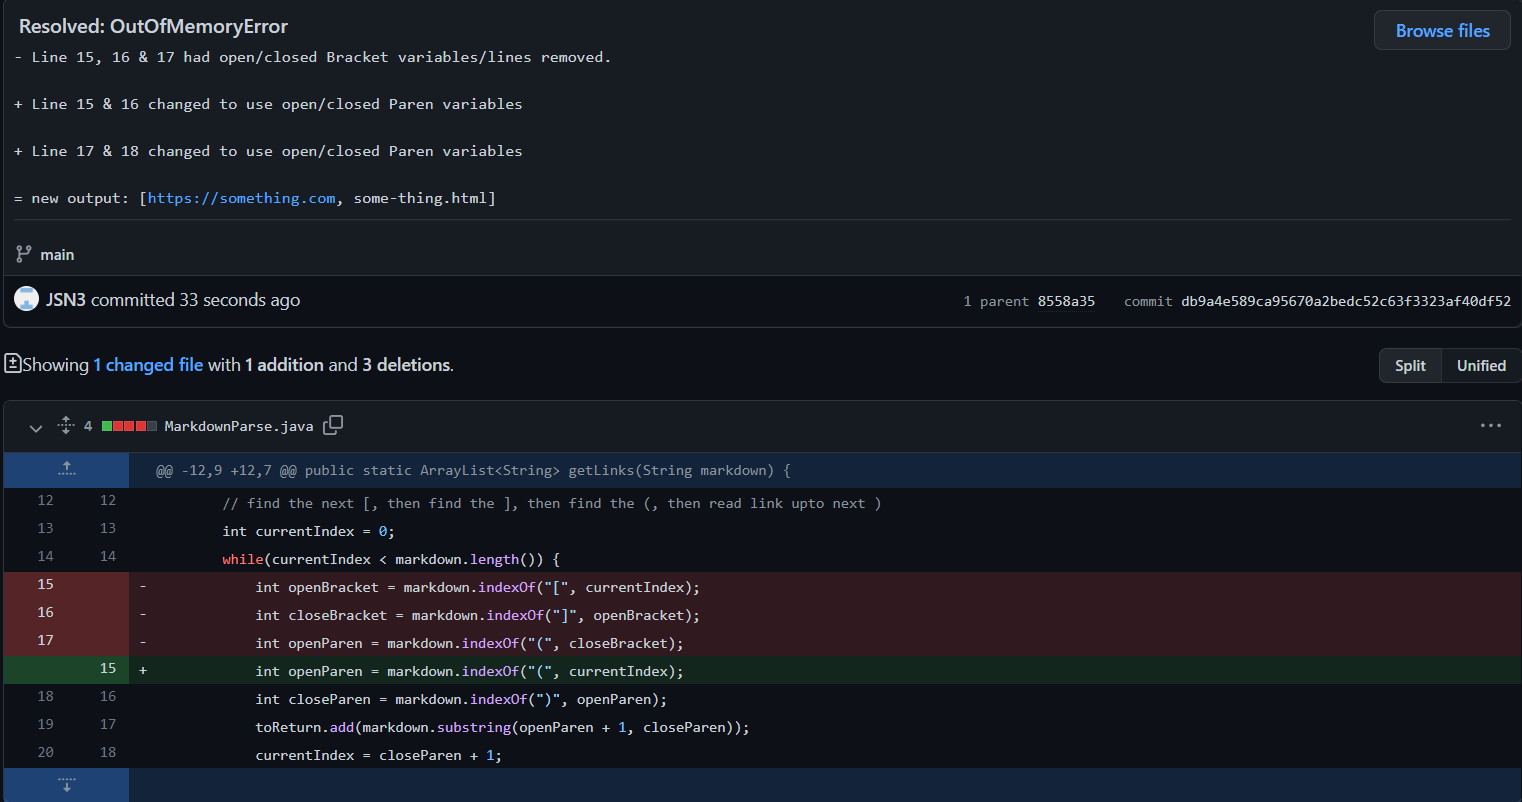 Resolved: OutOfMemoryError
Browse files
- Line 15, 16 & 17 had open/closed Bracket variables/lines removed.
+ Line 15 & 16 changed to use open/closed Paren variables
+ Line 17 & 18 changed to use open/closed Paren variables
= new output: [https://something.com, some-thing.html]
main
JSN3 committed 33 seconds ago
1 parent 8558a35 commit db9a4e589ca95670a2bedc52c63f3323af40df52
Showing 1 changed file with 1 addition and 3 deletions.
Split Unified
4 MarkdownParse.java
@@ -12,9 +12,7 @@ public static ArrayList<String> getLinks(String markdown) {
12 12 // find the next [, then find the ], then find the (, then read link upto next )
13 13 int currentIndex = 0;
14 14 while(currentIndex < markdown.length()) {
15 - int openBracket = markdown.indexOf("[", currentIndex);
16 - int closeBracket = markdown.indexOf("]", openBracket);
17 - int openParen = markdown.indexOf("(", closeBracket);
15 + int openParen = markdown.indexOf("(", currentIndex);
18 16 int closeParen = markdown.indexOf(")", openParen);
19 17 toReturn.add(markdown.substring(openParen + 1, closeParen));
20 18 currentIndex = closeParen + 1;